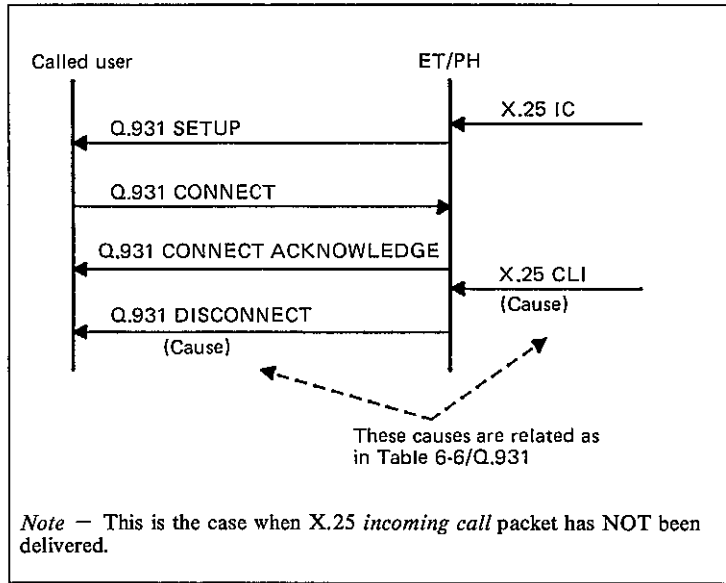 Called user
ET/PH
X.25 IC
Q.931 SETUP
Q.931 CONNECT
Q.931 CONNECT ACKNOWLEDGE
X.25 CLI
(Cause)
Q.931 DISCONNECT
(Cause)
These causes are related as
in Table 6-6/Q.931
Note — This is the case when X.25 incoming call packet has NOT been
delivered.